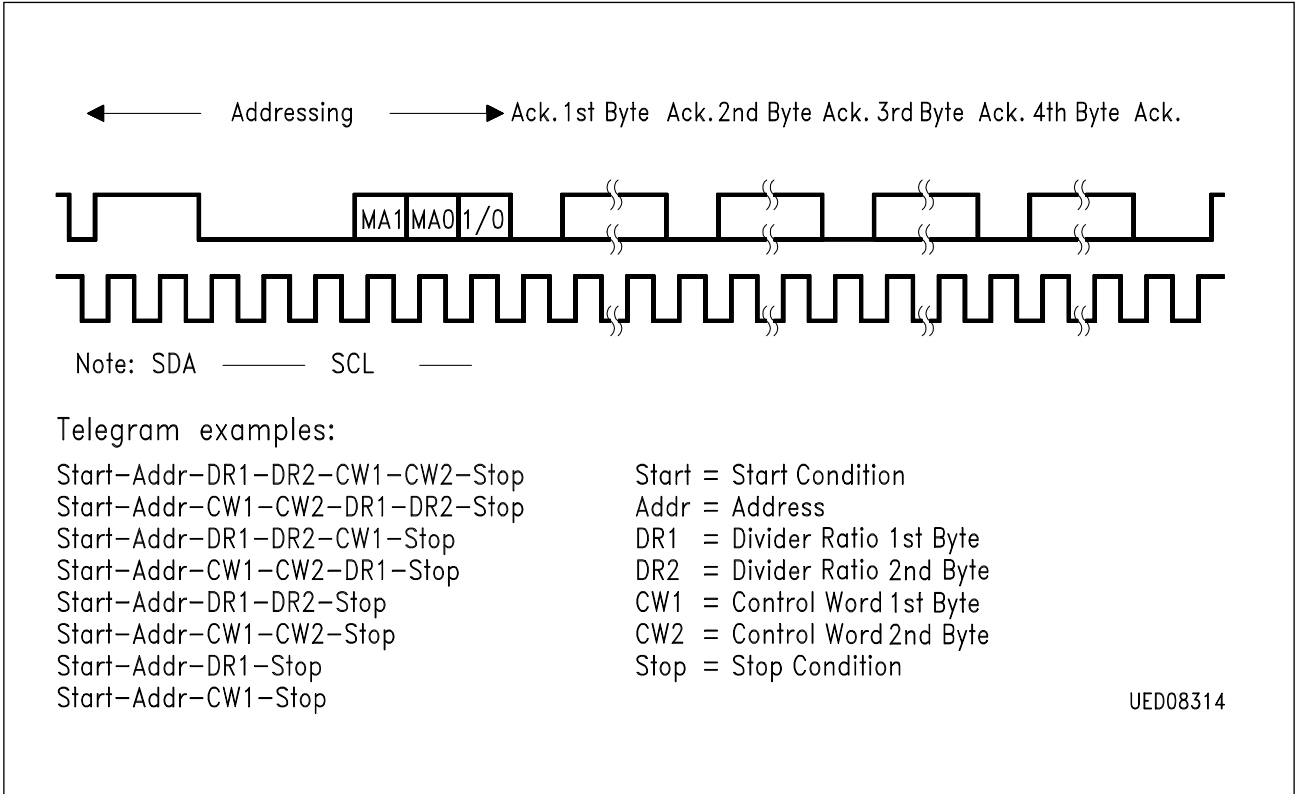 Addressing Ack. 1st Byte Ack. 2nd Byte Ack. 3rd Byte Ack. 4th Byte Ack.
MA1 MA0 1/0
Note: SDA SCL
Telegram examples:
Start-Addr-DR1-DR2-CW1-CW2-Stop
Start-Addr-CW1-CW2-DR1-DR2-Stop
Start-Addr-DR1-DR2-CW1-Stop
Start-Addr-CW1-CW2-DR1-Stop
Start-Addr-DR1-DR2-Stop
Start-Addr-CW1-CW2-Stop
Start-Addr-DR1-Stop
Start-Addr-CW1-Stop
Start = Start Condition
Addr = Address
DR1 = Divider Ratio 1st Byte
DR2 = Divider Ratio 2nd Byte
CW1 = Control Word 1st Byte
CW2 = Control Word 2nd Byte
Stop = Stop Condition
UED08314